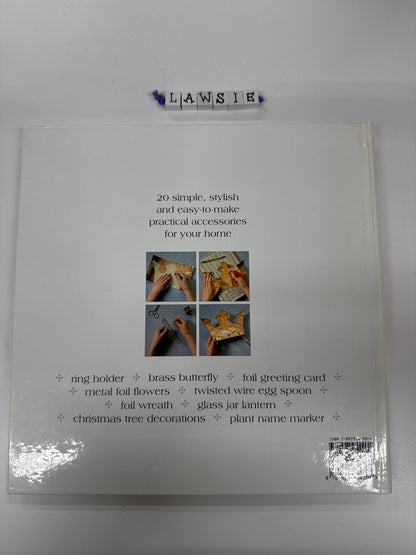 LAWSIE
20 simple, stylish
and easy-to-make
practical accessories
for your home
✣ ring holder ✣ brass butterfly ✣ foil greeting card ✣
✣ metal foil flowers ✣ twisted wire egg spoon ✣
✣ foil wreath ✣ glass jar lantern ✣
✣ christmas tree decorations ✣ plant name marker ✣
ISBN